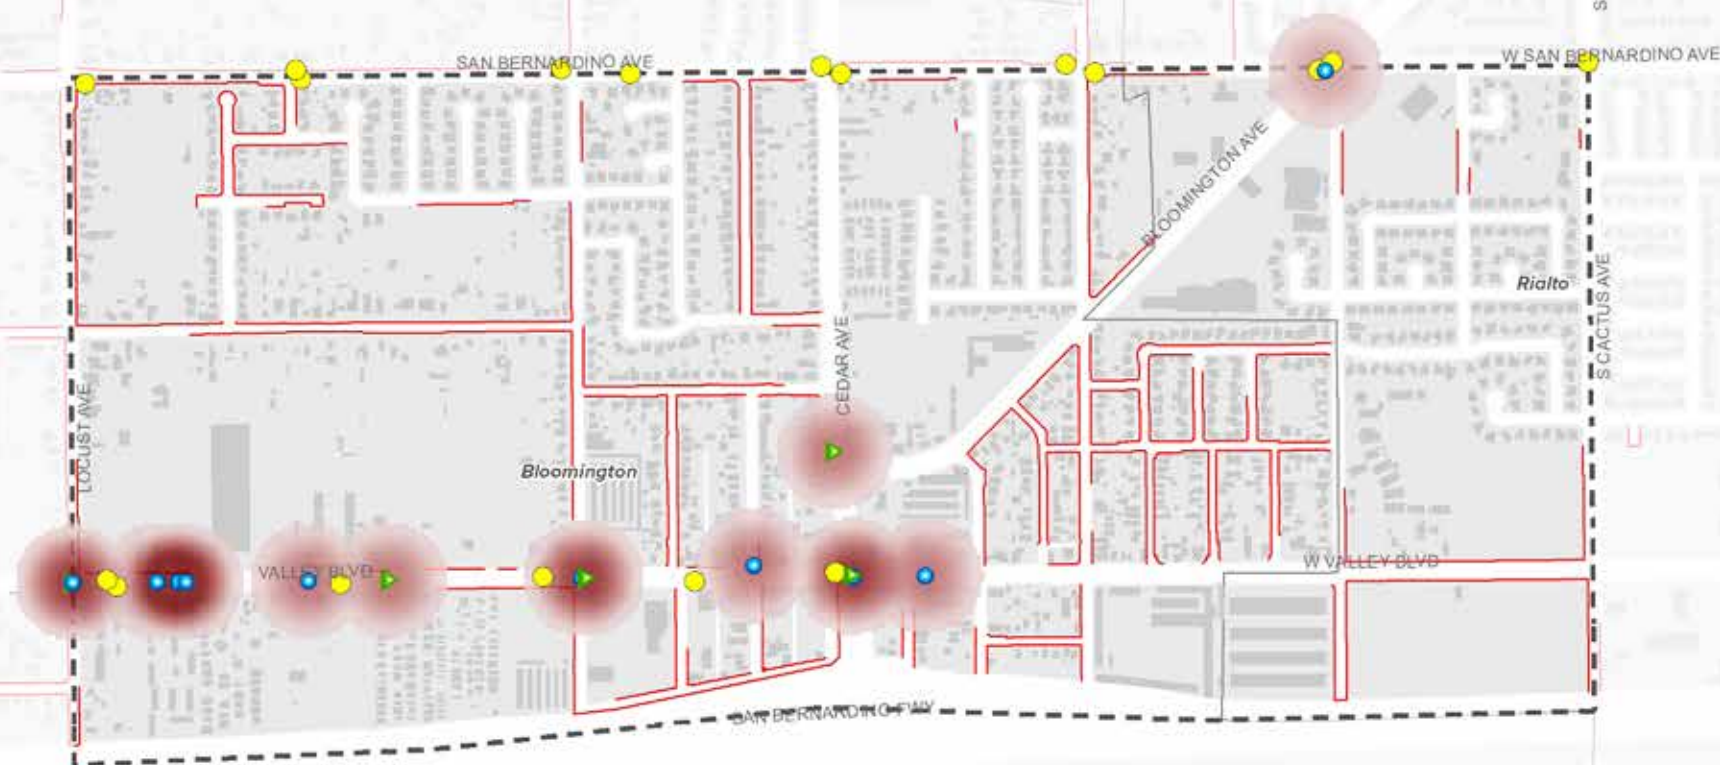 S
SAN BERNARDINO AVE
W SAN BERNARDINO AVE
BLOOMINGTON AVE
Rialto
S CACTUS AVE
CEDAR AVE
LOCUST AVE
Bloomington
VALLEY BLVD
W VALLEY BLVD
SAN BERNARDINO FWY